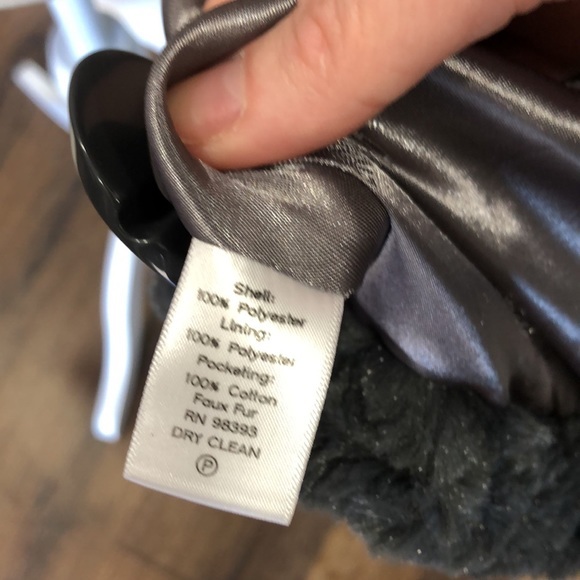 Shell:
100% Polyester
Lining:
100% Polyester
Pocketing:
100% Cotton
Faux Fur
RN 98393
DRY CLEAN
P